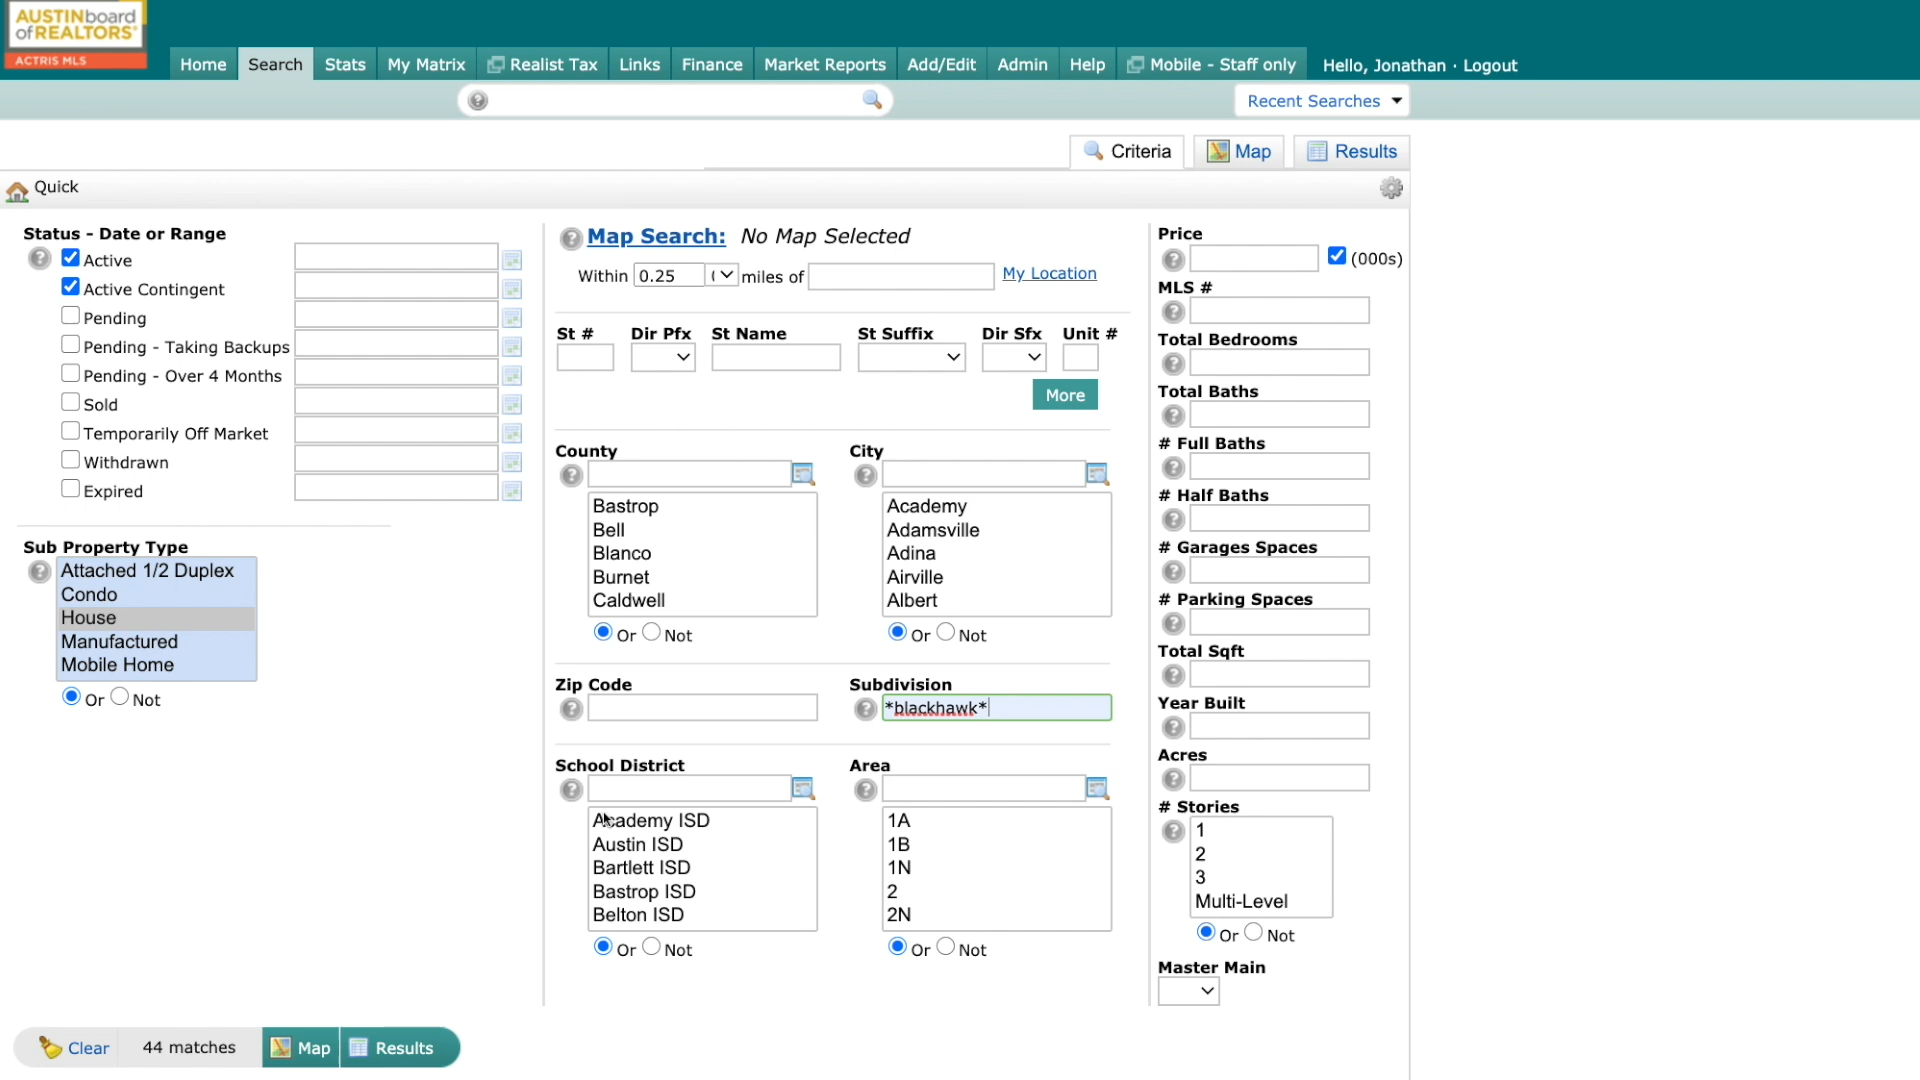 AUSTINboard
of REALTORS®
ACTRIS MLS
Home Search Stats My Matrix Realist Tax Links Finance Market Reports Add/Edit Admin Help Mobile - Staff only Hello, Jonathan · Logout
Recent Searches
Criteria Map Results
Quick
Status - Date or Range
Active
Active Contingent
Pending
Pending - Taking Backups
Pending - Over 4 Months
Sold
Temporarily Off Market
Withdrawn
Expired
Sub Property Type
Attached 1/2 Duplex
Condo
House
Manufactured
Mobile Home
Or Not
Map Search: No Map Selected
Within 0.25 miles of My Location
St # Dir Pfx St Name St Suffix Dir Sfx Unit #
More
County
Bastrop
Bell
Blanco
Burnet
Caldwell
Or Not
City
Academy
Adamsville
Adina
Airville
Albert
Or Not
Zip Code
Subdivision
*blackhawk*
School District
Academy ISD
Austin ISD
Bartlett ISD
Bastrop ISD
Belton ISD
Or Not
Area
1A
1B
1N
2
2N
Or Not
Price
(000s)
MLS #
Total Bedrooms
Total Baths
# Full Baths
# Half Baths
# Garages Spaces
# Parking Spaces
Total Sqft
Year Built
Acres
# Stories
1
2
3
Multi-Level
Or Not
Master Main
Clear 44 matches Map Results